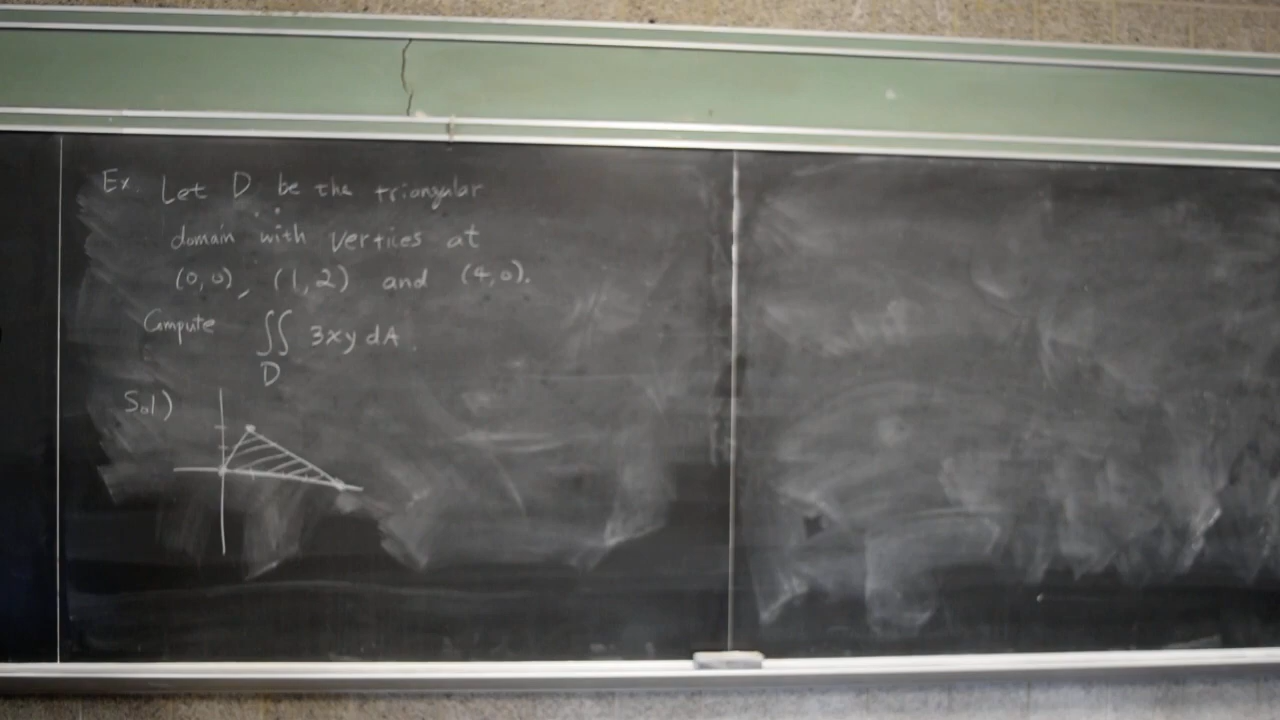 Ex. Let D be the triangular
domain with vertices at
(0,0), (1,2) and (4,0).
Compute ∬ 3xy dA.
D
Sol)